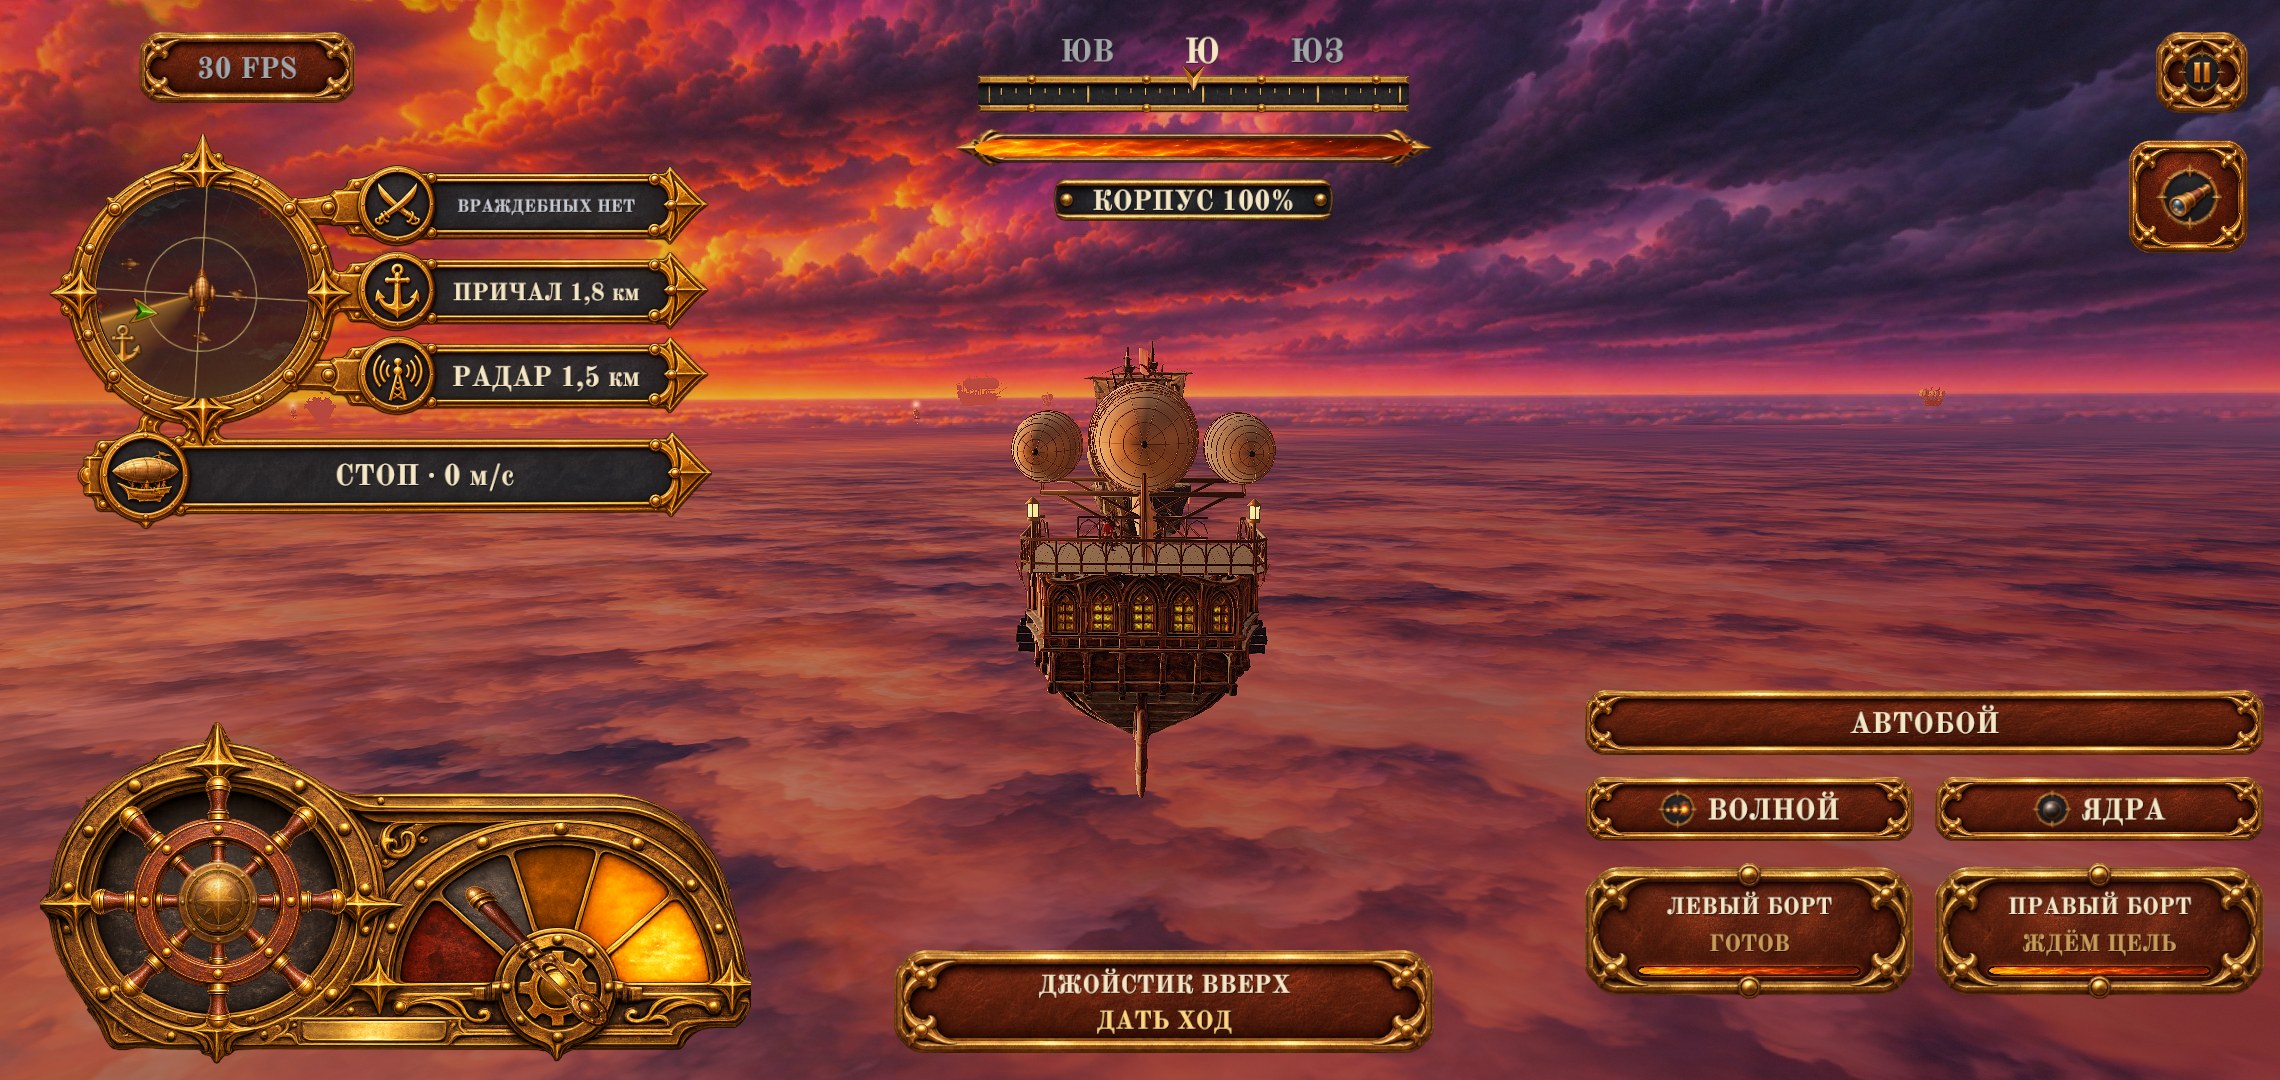 30 FPS
ЮВ Ю ЮЗ
КОРПУС 100%
ВРАЖДЕБНЫХ НЕТ
ПРИЧАЛ 1,8 км
РАДАР 1,5 км
СТОП · 0 м/с
АВТОБОЙ
ВОЛНОЙ
ЯДРА
ЛЕВЫЙ БОРТ
ГОТОВ
ПРАВЫЙ БОРТ
ЖДЁМ ЦЕЛЬ
ДЖОЙСТИК ВВЕРХ
ДАТЬ ХОД